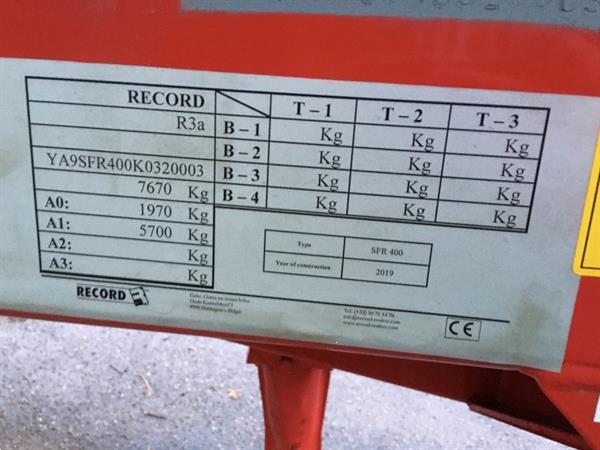 RECORD
R3a
YA9SFR400K0320003
7670 Kg
A0: 1970 Kg
A1: 5700 Kg
A2: Kg
A3: Kg
T – 1 T – 2 T – 3
B – 1 Kg Kg Kg
B – 2 Kg Kg Kg
B – 3 Kg Kg Kg
B – 4 Kg Kg Kg
Type SFR 400
Year of construction 2019
RECORD